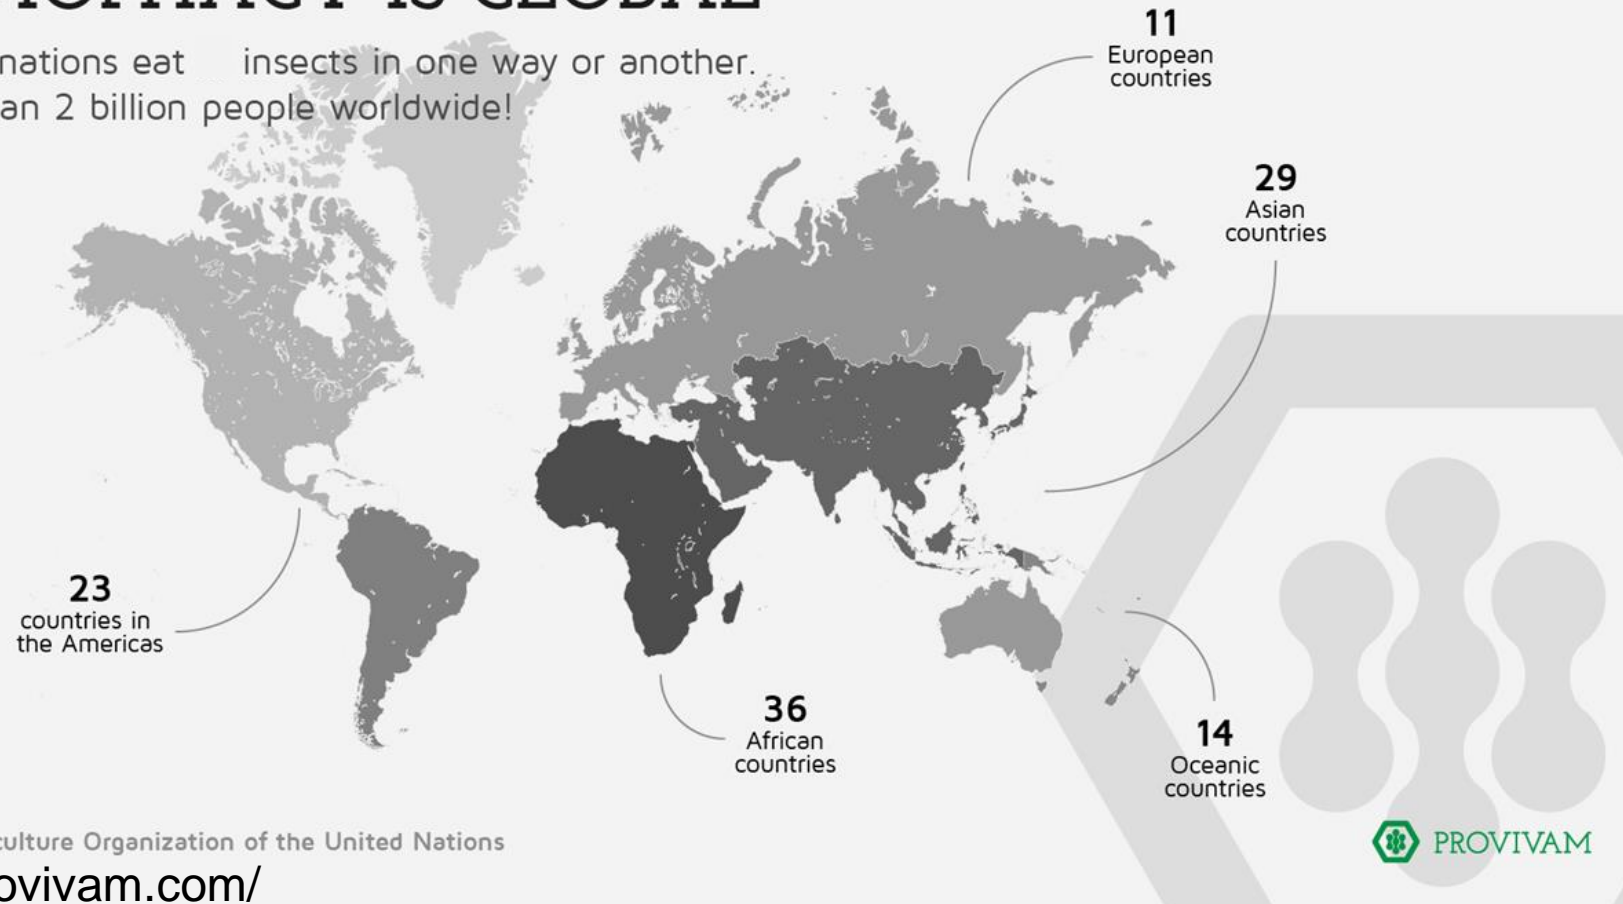 IS GLOBAL
nations eat insects in one way or another.
an 2 billion people worldwide!
11
European
countries
29
Asian
countries
23
countries in
the Americas
36
African
countries
14
Oceanic
countries
culture Organization of the United Nations
PROVIVAM
ovivam.com/